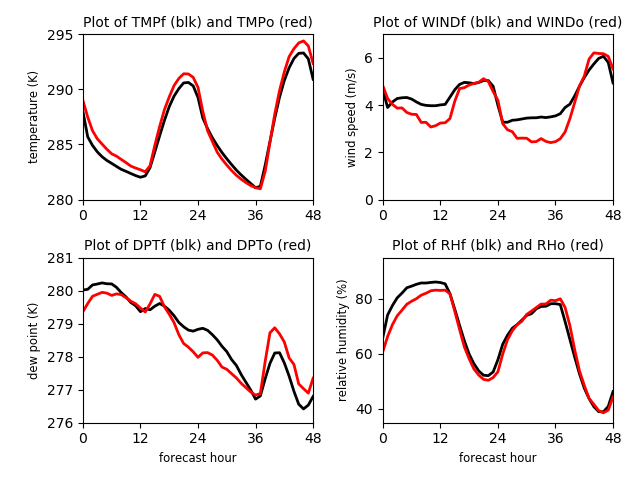 Plot of TMPf (blk) and TMPo (red)
temperature (K)
295
290
285
280
0 12 24 36 48
Plot of WINDf (blk) and WINDo (red)
wind speed (m/s)
6
4
2
0
0 12 24 36 48
Plot of DPTf (blk) and DPTo (red)
dew point (K)
281
280
279
278
277
276
0 12 24 36 48
forecast hour
Plot of RHf (blk) and RHo (red)
relative humidity (%)
80
60
40
0 12 24 36 48
forecast hour